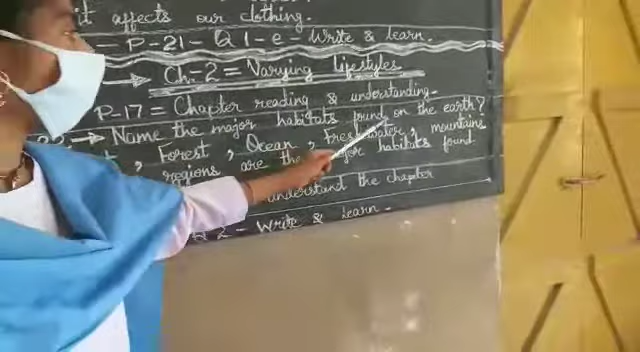 it affects our clothing.
P-21- Q 1-e- Write & learn.
Ch-2 = Varying lifestyles
P-17 = Chapter reading & understanding.
Name the major habitats found on the earth?
, Forest, Ocean, Freshwater, mountains
regions are the major habitats found
understand the chapter
Q 2 - Write & learn-